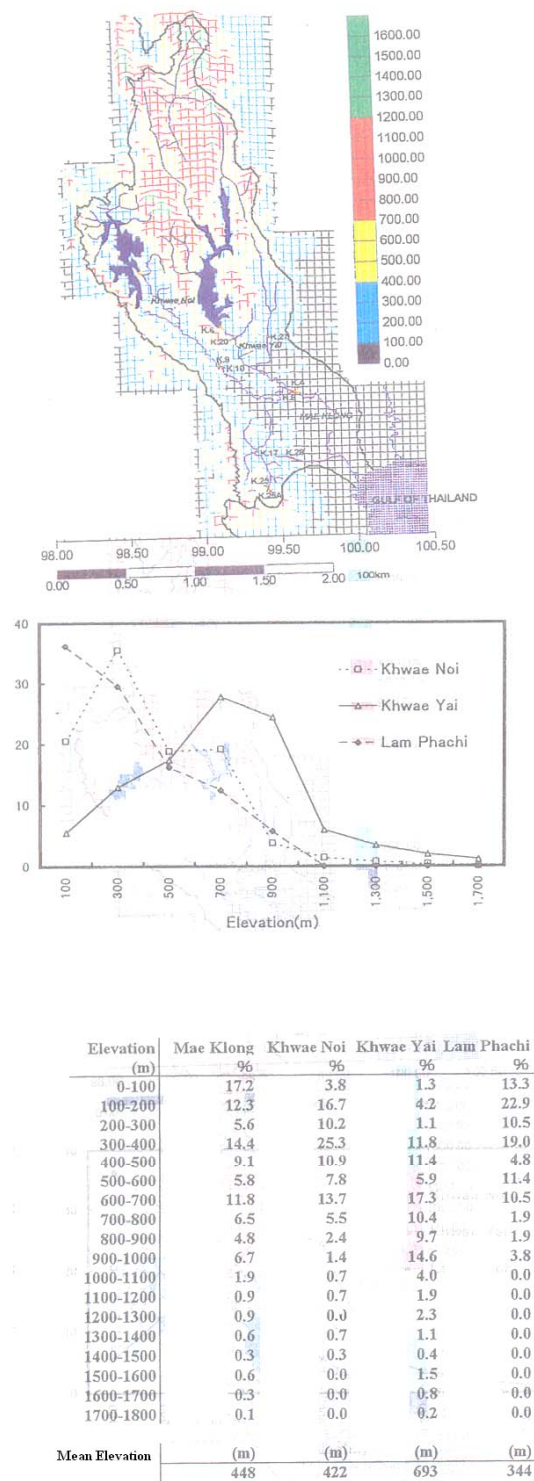 1600.00
1500.00
1400.00
1300.00
1200.00
1100.00
1000.00
900.00
800.00
700.00
600.00
500.00
400.00
300.00
200.00
100.00
0.00
Khwae Noi
K.6
K.20
Khwae Yai
K.27
K.9
K.10
K.4
K.8
MAE KLONG
K.17
K.29
K.25
K.25A
GULF OF THAILAND
98.00 98.50 99.00 99.50 100.00 100.50
0.00 0.50 1.00 1.50 2.00 100km
40
30
20
10
0
Khwae Noi
Khwae Yai
Lam Phachi
100 300 500 700 900 1,100 1,300 1,500 1,700
Elevation(m)
Elevation Mae Klong Khwae Noi Khwae Yai Lam Phachi
(m) % % % %
0-100 17.2 3.8 1.3 13.3
100-200 12.3 16.7 4.2 22.9
200-300 5.6 10.2 1.1 10.5
300-400 14.4 25.3 11.8 19.0
400-500 9.1 10.9 11.4 4.8
500-600 5.8 7.8 5.9 11.4
600-700 11.8 13.7 17.3 10.5
700-800 6.5 5.5 10.4 1.9
800-900 4.8 2.4 9.7 1.9
900-1000 6.7 1.4 14.6 3.8
1000-1100 1.9 0.7 4.0 0.0
1100-1200 0.9 0.7 1.9 0.0
1200-1300 0.9 0.0 2.3 0.0
1300-1400 0.6 0.7 1.1 0.0
1400-1500 0.3 0.3 0.4 0.0
1500-1600 0.6 0.0 1.5 0.0
1600-1700 0.3 0.0 0.8 0.0
1700-1800 0.1 0.0 0.2 0.0
Mean Elevation (m) (m) (m) (m)
448 422 693 344